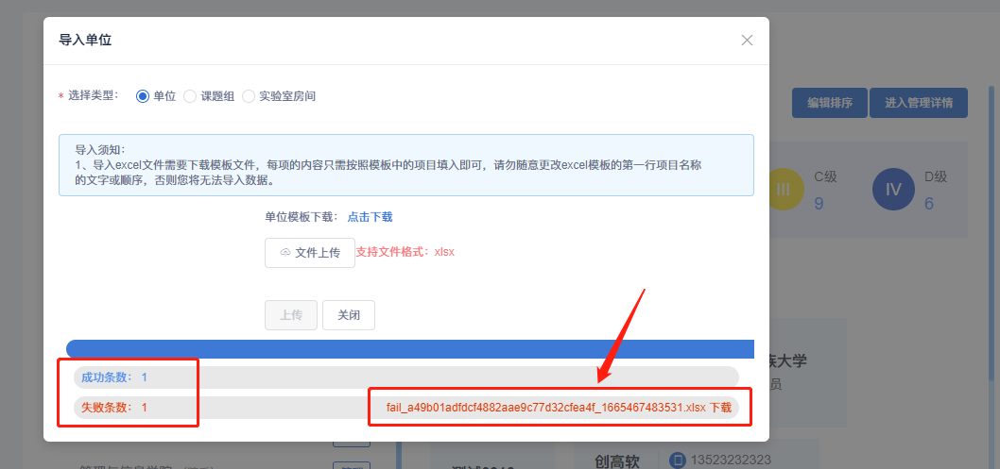 导入单位
* 选择类型： 单位 课题组 实验室房间
编辑排序 进入管理详情
导入须知：
1、导入excel文件需要下载模板文件，每项的内容只需按照模板中的项目填入即可，请勿随意更改excel模板的第一行项目名称
的文字或顺序，否则您将无法导入数据。
III C级 9
IV D级 6
单位模板下载： 点击下载
文件上传 支持文件格式：xlsx
上传 关闭
族大学
员
成功条数： 1
失败条数： 1 fail_a49b01adfdcf4882aae9c77d32cfea4f_1665467483531.xlsx 下载
创高软 13523232323